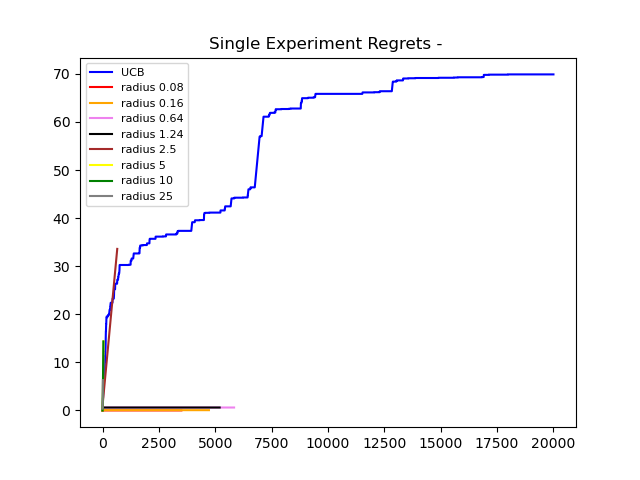 Single Experiment Regrets -
70
60
50
40
30
20
10
0
UCB
radius 0.08
radius 0.16
radius 0.64
radius 1.24
radius 2.5
radius 5
radius 10
radius 25
0 2500 5000 7500 10000 12500 15000 17500 20000